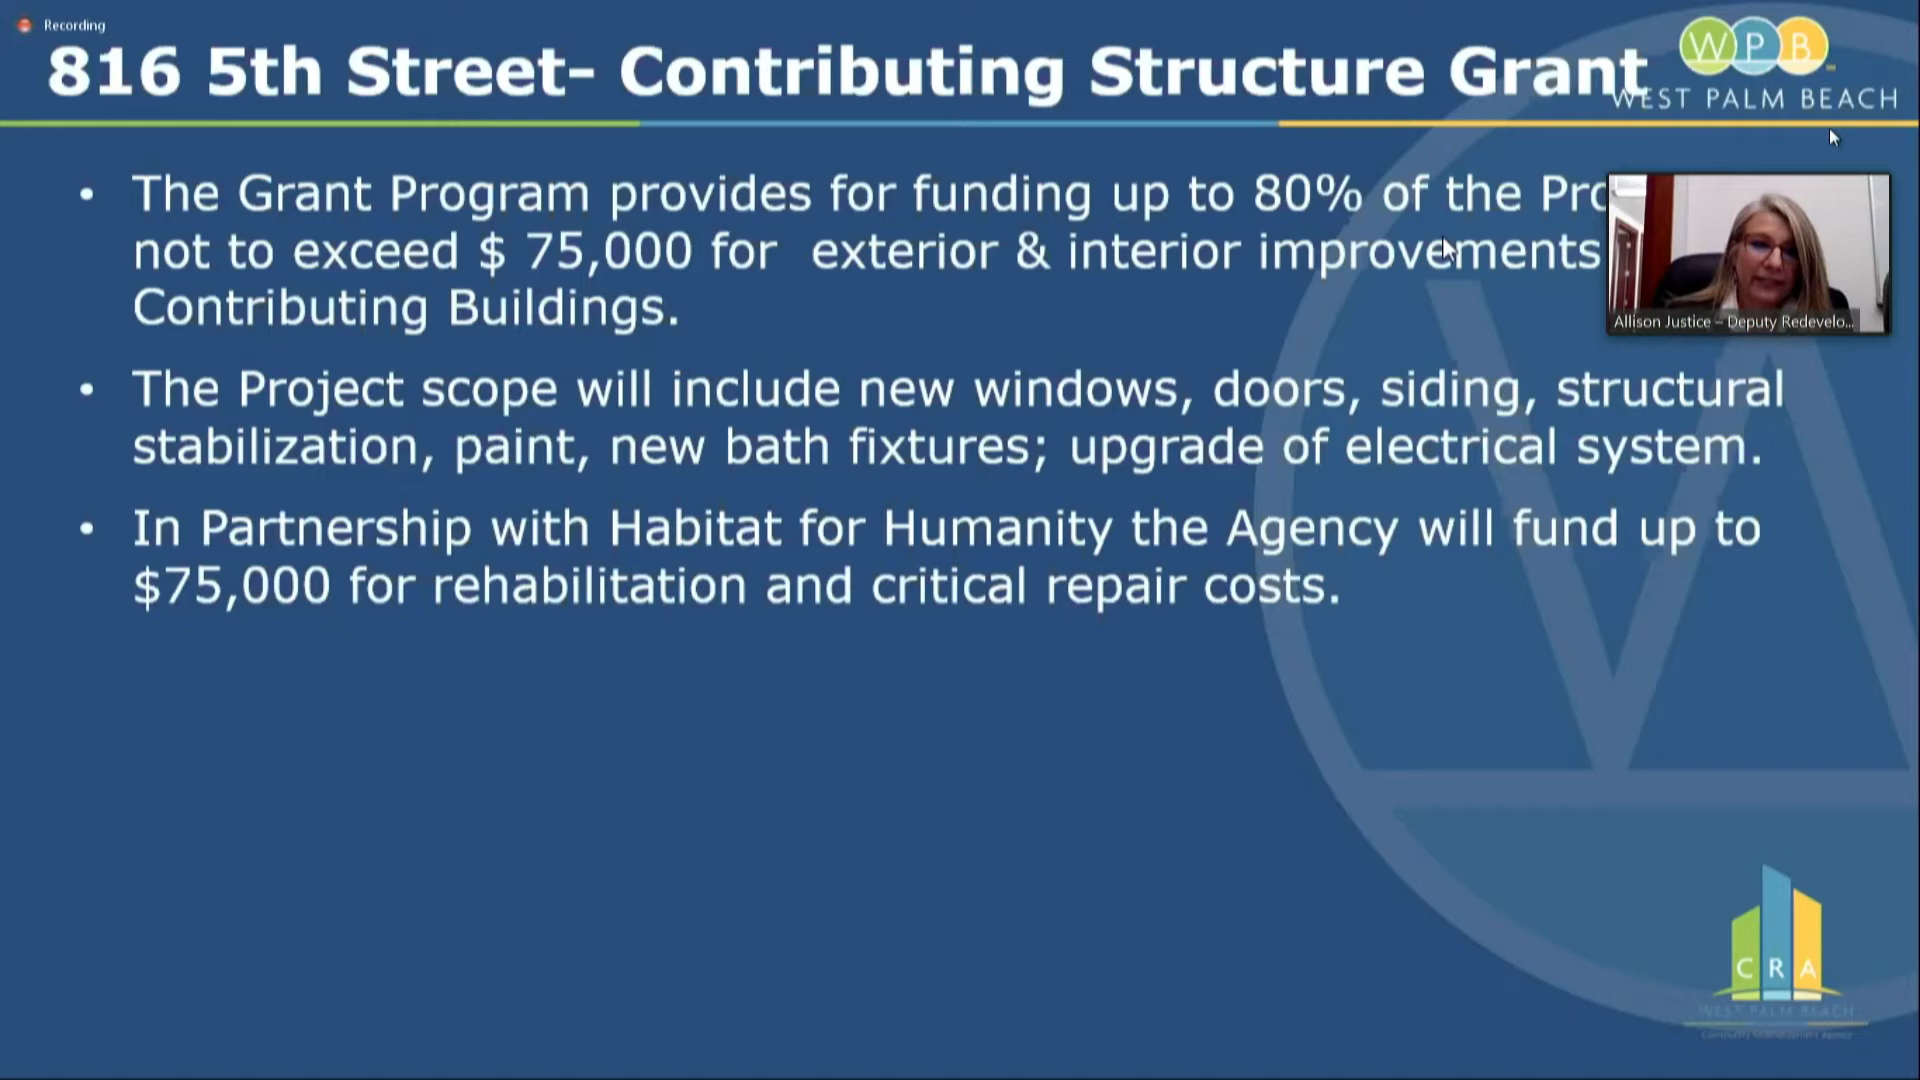 Recording
816 5th Street- Contributing Structure Grant
W P B
WEST PALM BEACH
• The Grant Program provides for funding up to 80% of the
not to exceed $ 75,000 for exterior & interior improvements
Contributing Buildings.
Allison Justice – Deputy Redevelo...
• The Project scope will include new windows, doors, siding, structural
stabilization, paint, new bath fixtures; upgrade of electrical system.
• In Partnership with Habitat for Humanity the Agency will fund up to
$75,000 for rehabilitation and critical repair costs.
C R A
WEST PALM BEACH